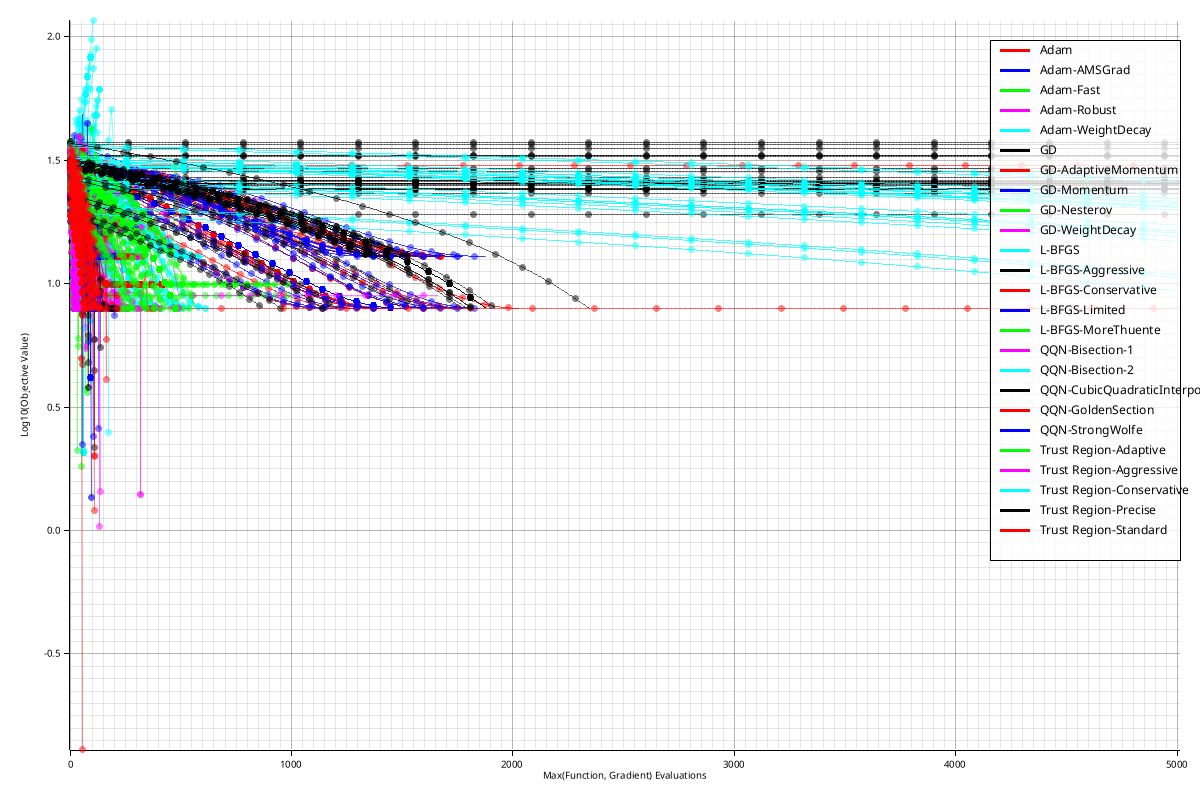 2.0
1.5
1.0
0.5
0.0
-0.5
Log10(Objective Value)
0
1000
2000
3000
4000
5000
Max(Function, Gradient) Evaluations
Adam
Adam-AMSGrad
Adam-Fast
Adam-Robust
Adam-WeightDecay
GD
GD-AdaptiveMomentum
GD-Momentum
GD-Nesterov
GD-WeightDecay
L-BFGS
L-BFGS-Aggressive
L-BFGS-Conservative
L-BFGS-Limited
L-BFGS-MoreThuente
QQN-Bisection-1
QQN-Bisection-2
QQN-CubicQuadraticInterpo
QQN-GoldenSection
QQN-StrongWolfe
Trust Region-Adaptive
Trust Region-Aggressive
Trust Region-Conservative
Trust Region-Precise
Trust Region-Standard